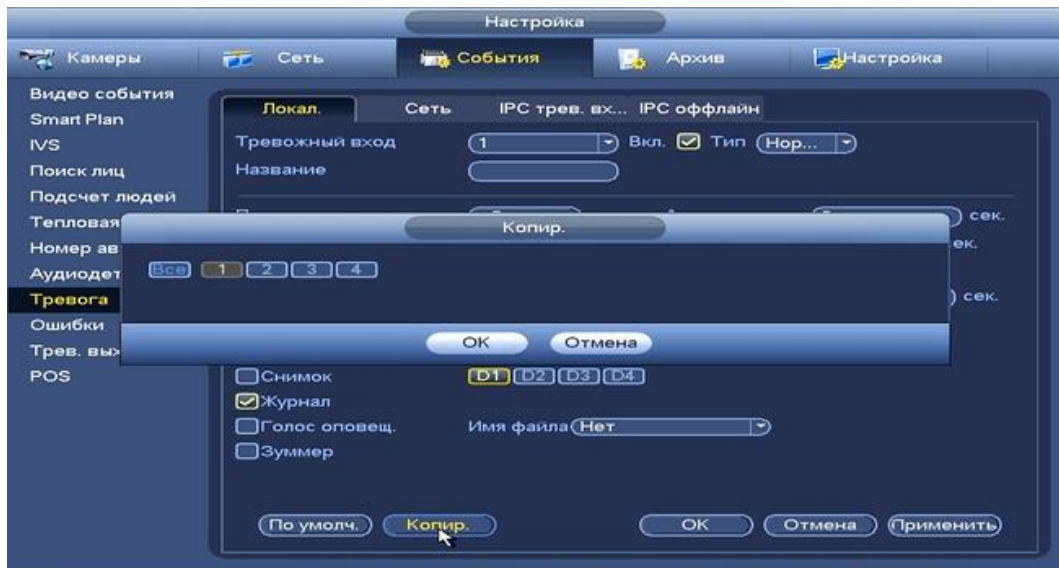 Настройка
Камеры Сеть События Архив Настройка
Видео события
Smart Plan
IVS
Поиск лиц
Подсчет людей
Тепловая
Номер ав
Аудиодет
Тревога
Ошибки
Трев. вых
POS
Локал. Сеть IPC трев. вх... IPC оффлайн
Тревожный вход 1 Вкл. Тип Нор...
Название
сек.
ек.
сек.
Копир.
Все 1 2 3 4
OK Отмена
Снимок D1 D2 D3 D4
Журнал
Голос оповещ. Имя файла Нет
Зуммер
По умолч. Копир. OK Отмена Применить